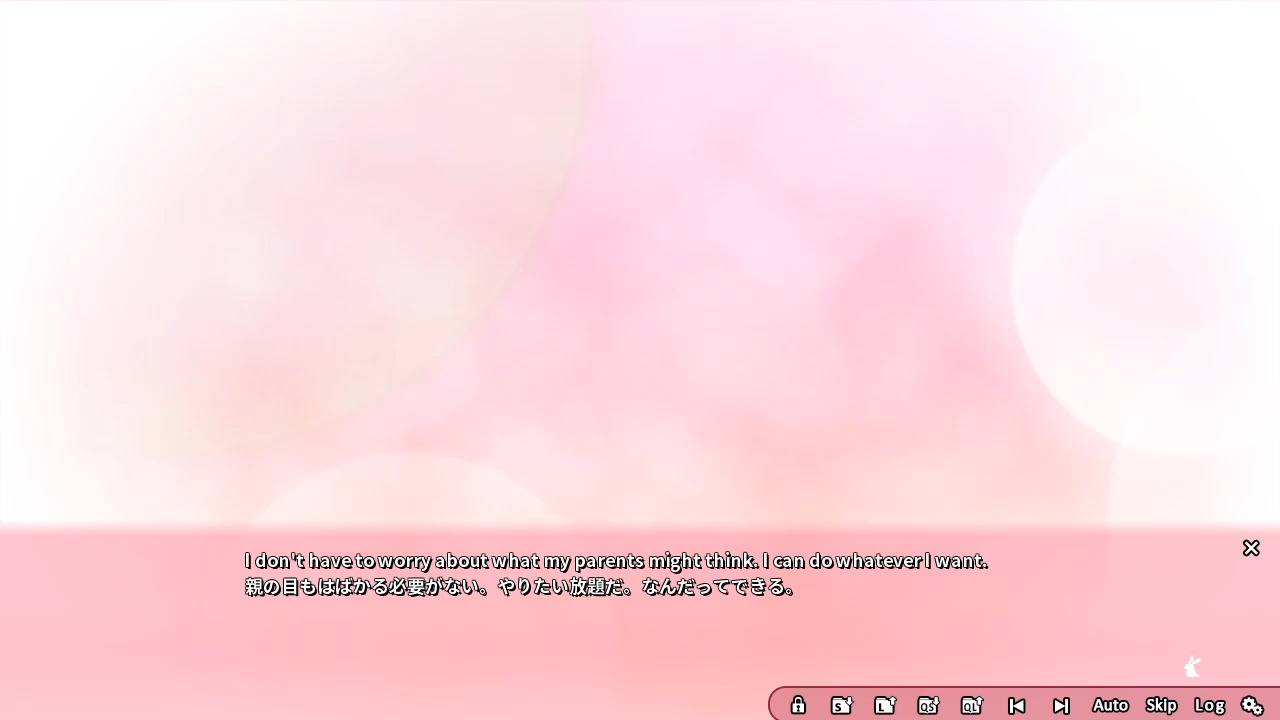 I don't have to worry about what my parents might think. I can do whatever I want.
親の目もはばかる必要がない。やりたい放題だ。なんだってできる。
S L QS QL Auto Skip Log